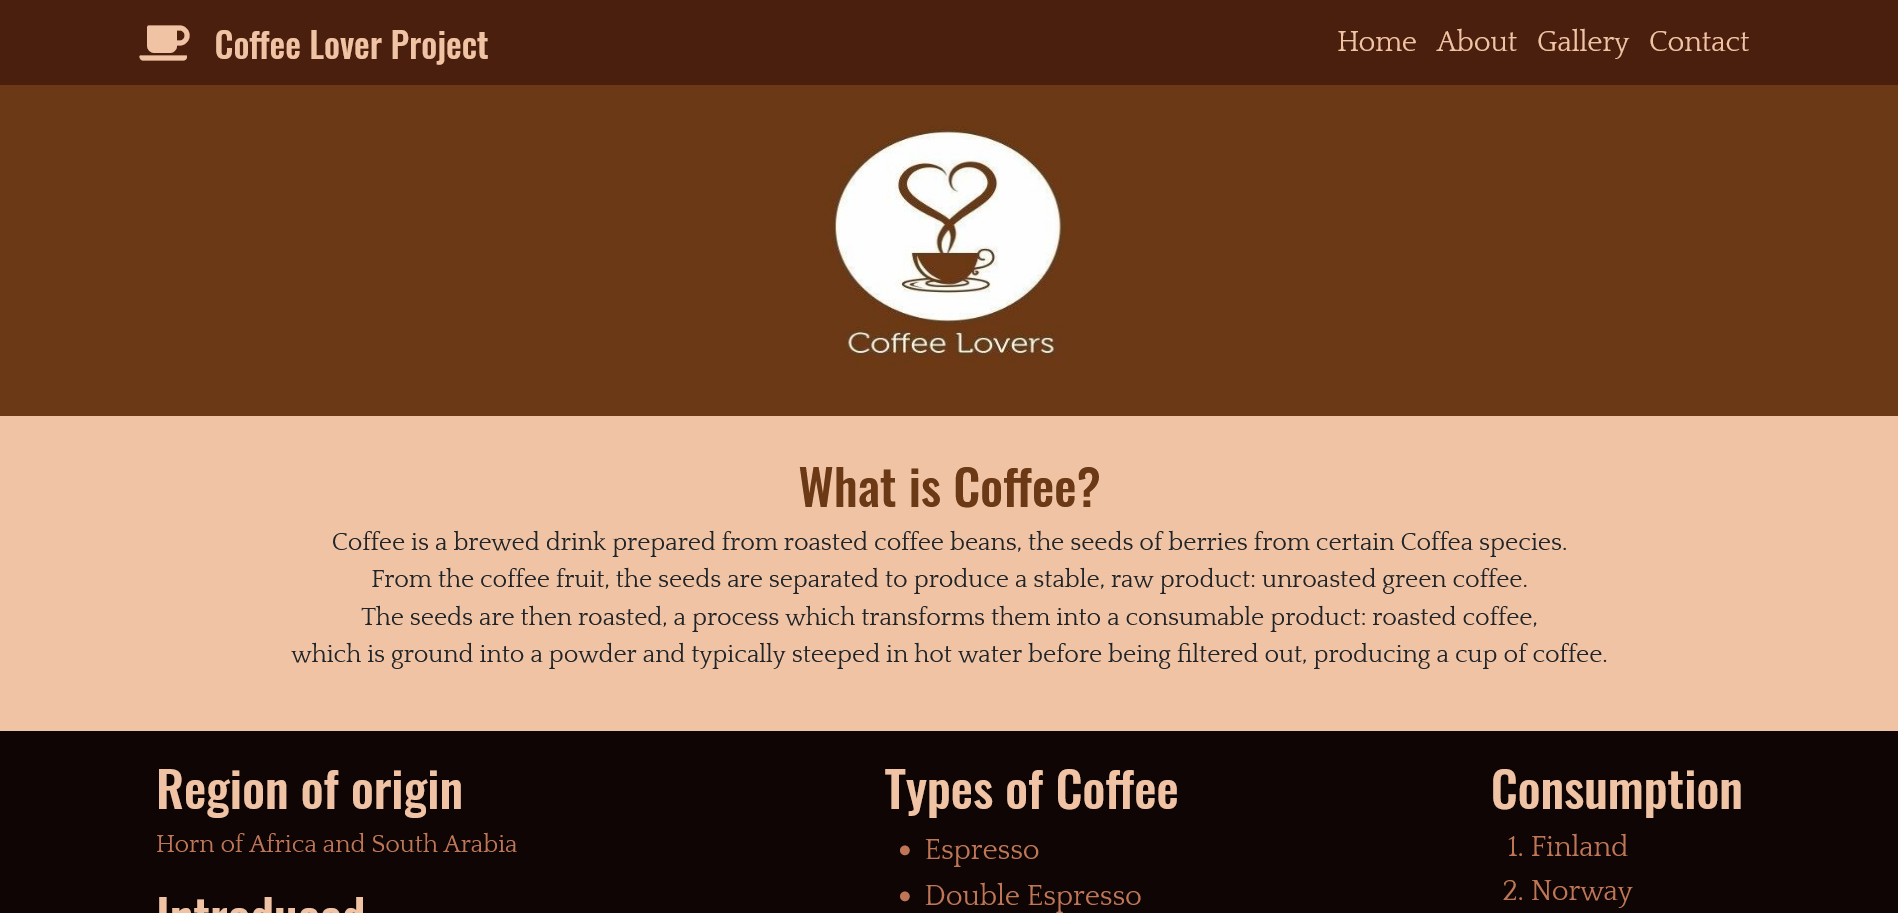 Coffee Lover Project
Home About Gallery Contact
Coffee Lovers
What is Coffee?
Coffee is a brewed drink prepared from roasted coffee beans, the seeds of berries from certain Coffea species.
From the coffee fruit, the seeds are separated to produce a stable, raw product: unroasted green coffee.
The seeds are then roasted, a process which transforms them into a consumable product: roasted coffee,
which is ground into a powder and typically steeped in hot water before being filtered out, producing a cup of coffee.
Region of origin
Horn of Africa and South Arabia
Introduced
Types of Coffee
• Espresso
• Double Espresso
Consumption
1. Finland
2. Norway